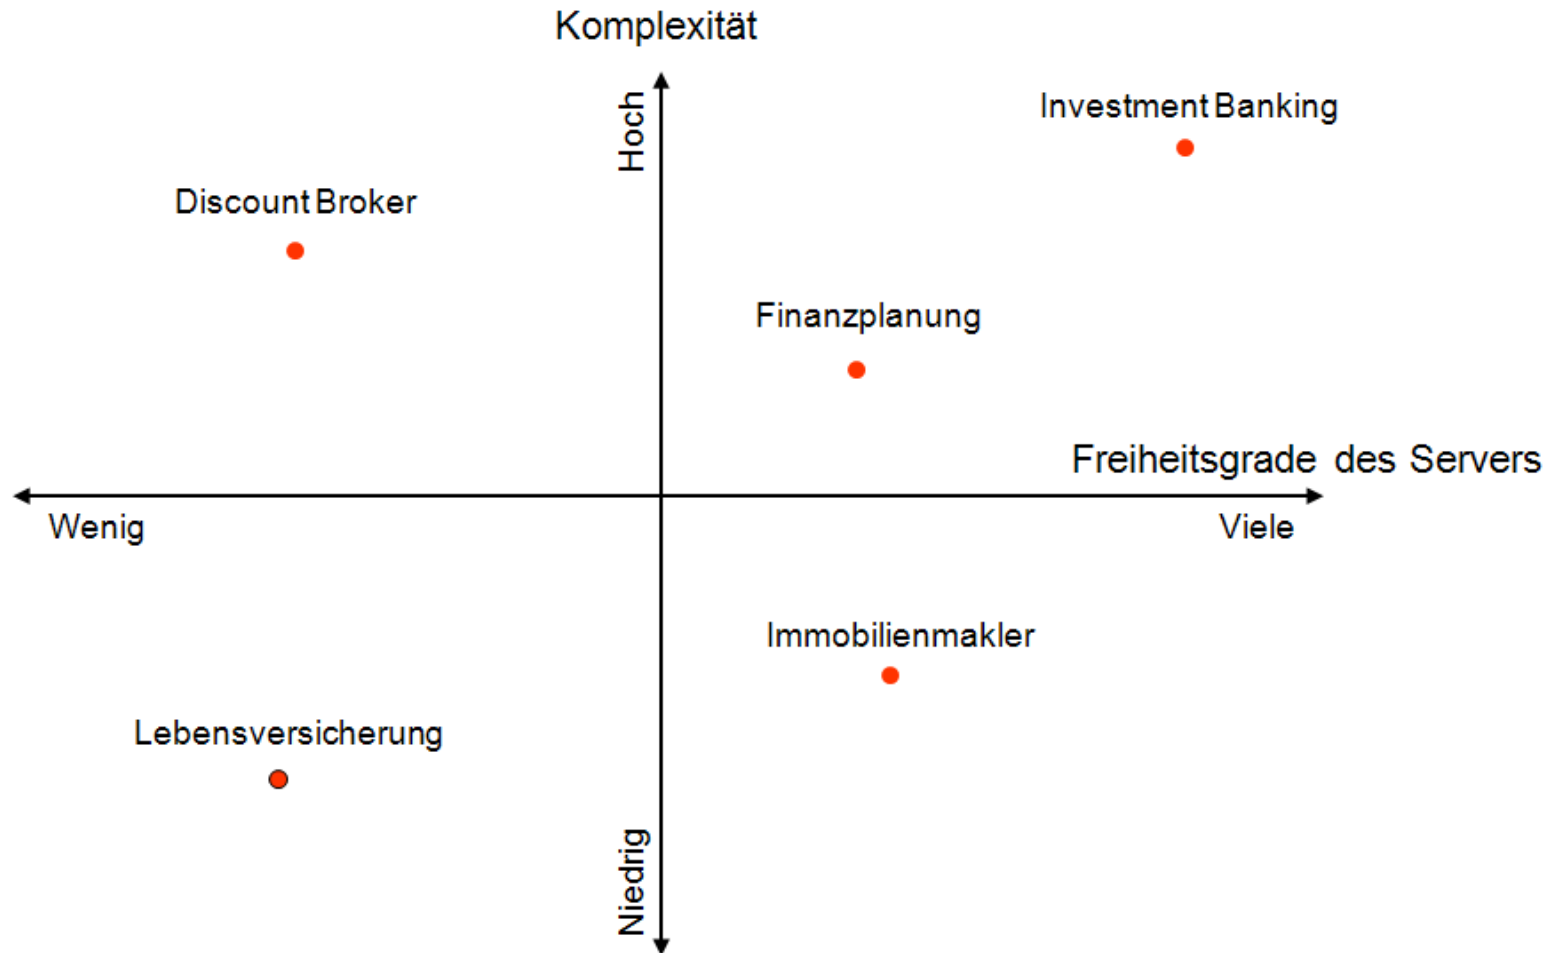 Komplexität
Hoch
Investment Banking
Discount Broker
Finanzplanung
Freiheitsgrade des Servers
Wenig
Viele
Immobilienmakler
Lebensversicherung
Niedrig